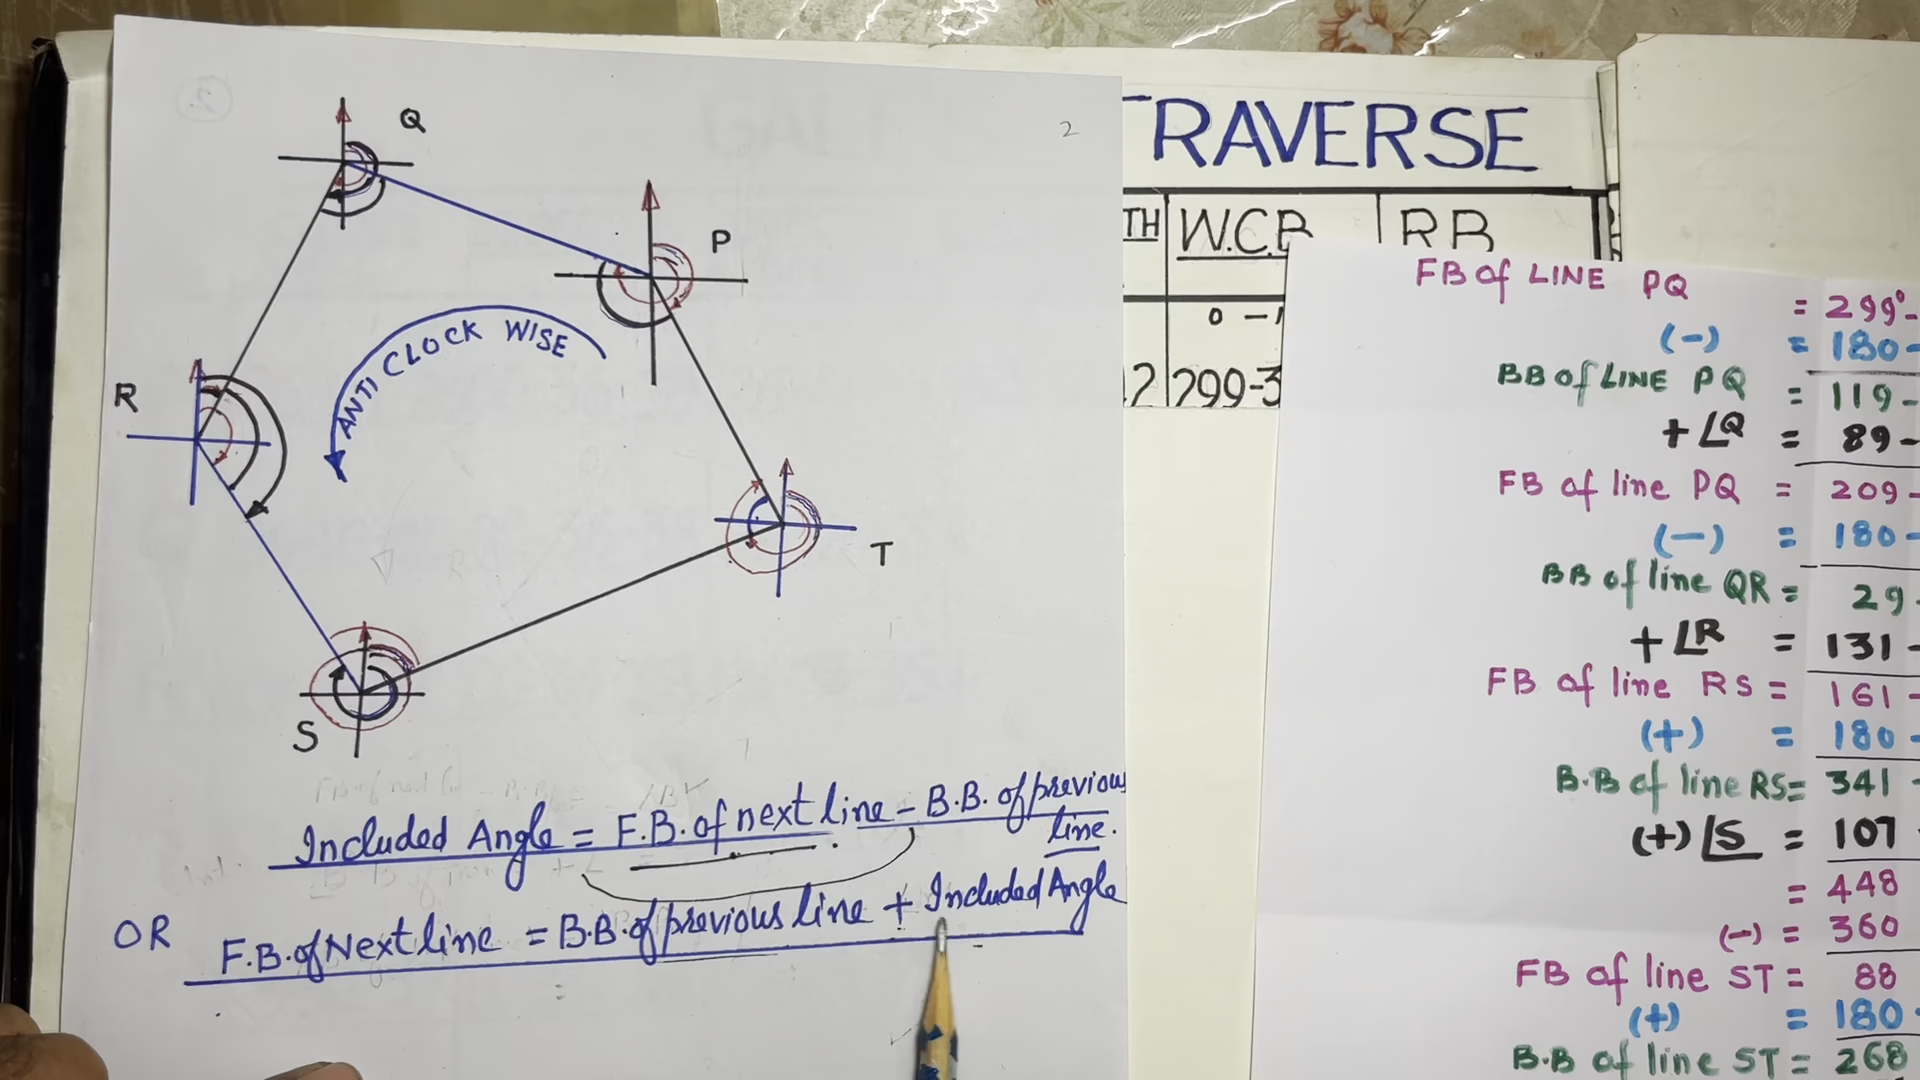 2
Q
P
R
ANTI CLOCK WISE
T
S
Included Angle = F.B. of next line - B.B. of previous
line.
OR F.B. of Next line = B.B. of previous line + Included Angle
TRAVERSE
TH W.C.B R B
299-3
FB of LINE PQ
= 299°-
(-) = 180-
BB of LINE PQ = 119-
+ ∠Q = 89-
FB of line PQ = 209-
(-) = 180-
BB of line QR = 29-
+ ∠R = 131-
FB of line RS = 161-
(+) = 180-
B.B of line RS = 341-
(+) ∠S = 107
= 448
(-) = 360
FB of line ST = 88
(+) = 180-
B.B of line ST = 268